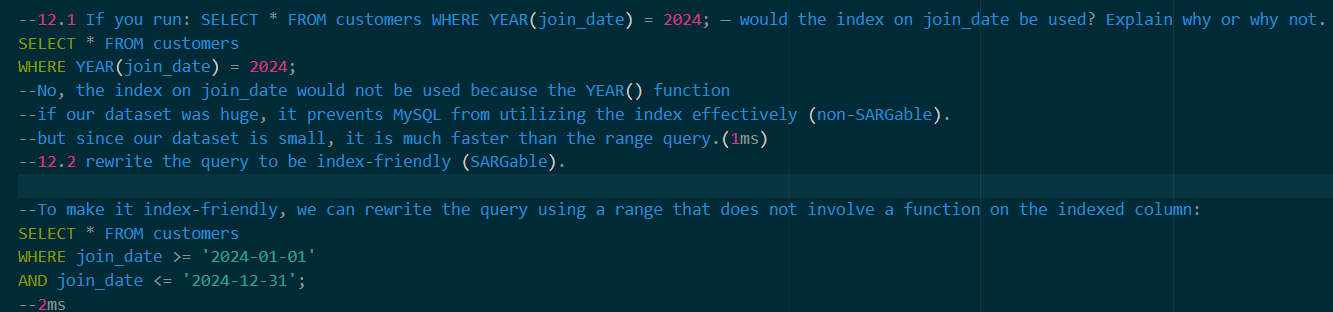 --12.1 If you run: SELECT * FROM customers WHERE YEAR(join_date) = 2024; — would the index on join_date be used? Explain why or why not.
SELECT * FROM customers
WHERE YEAR(join_date) = 2024;
--No, the index on join_date would not be used because the YEAR() function
--if our dataset was huge, it prevents MySQL from utilizing the index effectively (non-SARGable).
--but since our dataset is small, it is much faster than the range query.(1ms)
--12.2 rewrite the query to be index-friendly (SARGable).
--To make it index-friendly, we can rewrite the query using a range that does not involve a function on the indexed column:
SELECT * FROM customers
WHERE join_date >= '2024-01-01'
AND join_date <= '2024-12-31';
--2ms